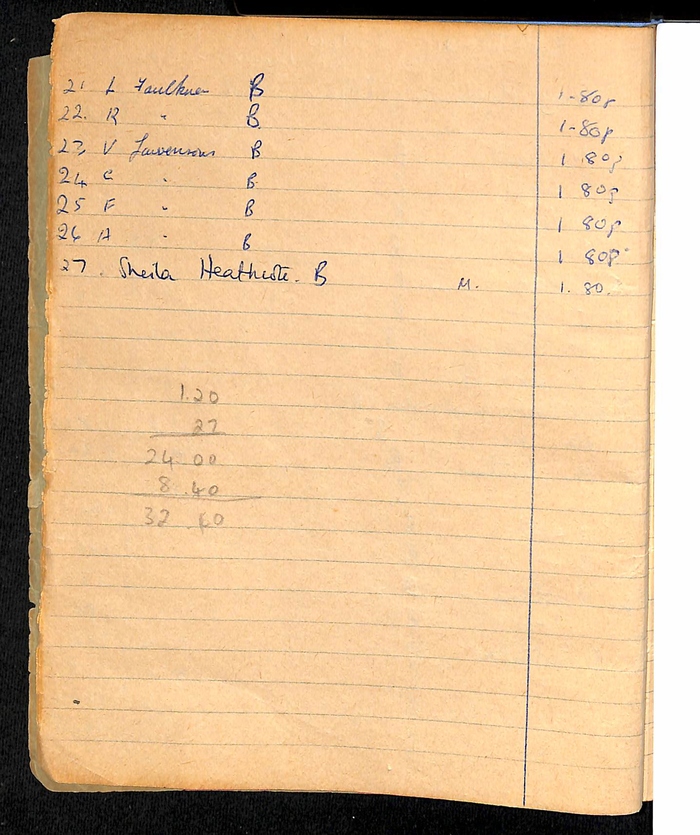 21 L Faulkner B 1-80p
22. R " B 1-80p
23, V Lawensons B 1 80p
24 C " B 1 80p
25 F " B 1 80p
26 H " B 1 80p
27. Sheila Heathcote. B M. 1. 80.
1.20
27
24 00
8.40
32 40